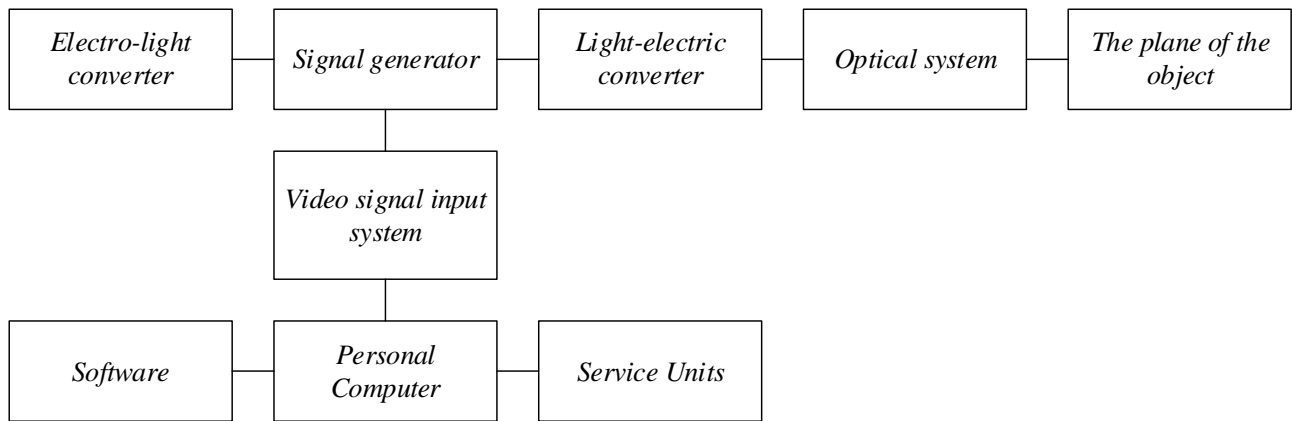 Electro-light
converter
Signal generator
Light-electric
converter
Optical system
The plane of the
object
Video signal input
system
Software
Personal
Computer
Service Units